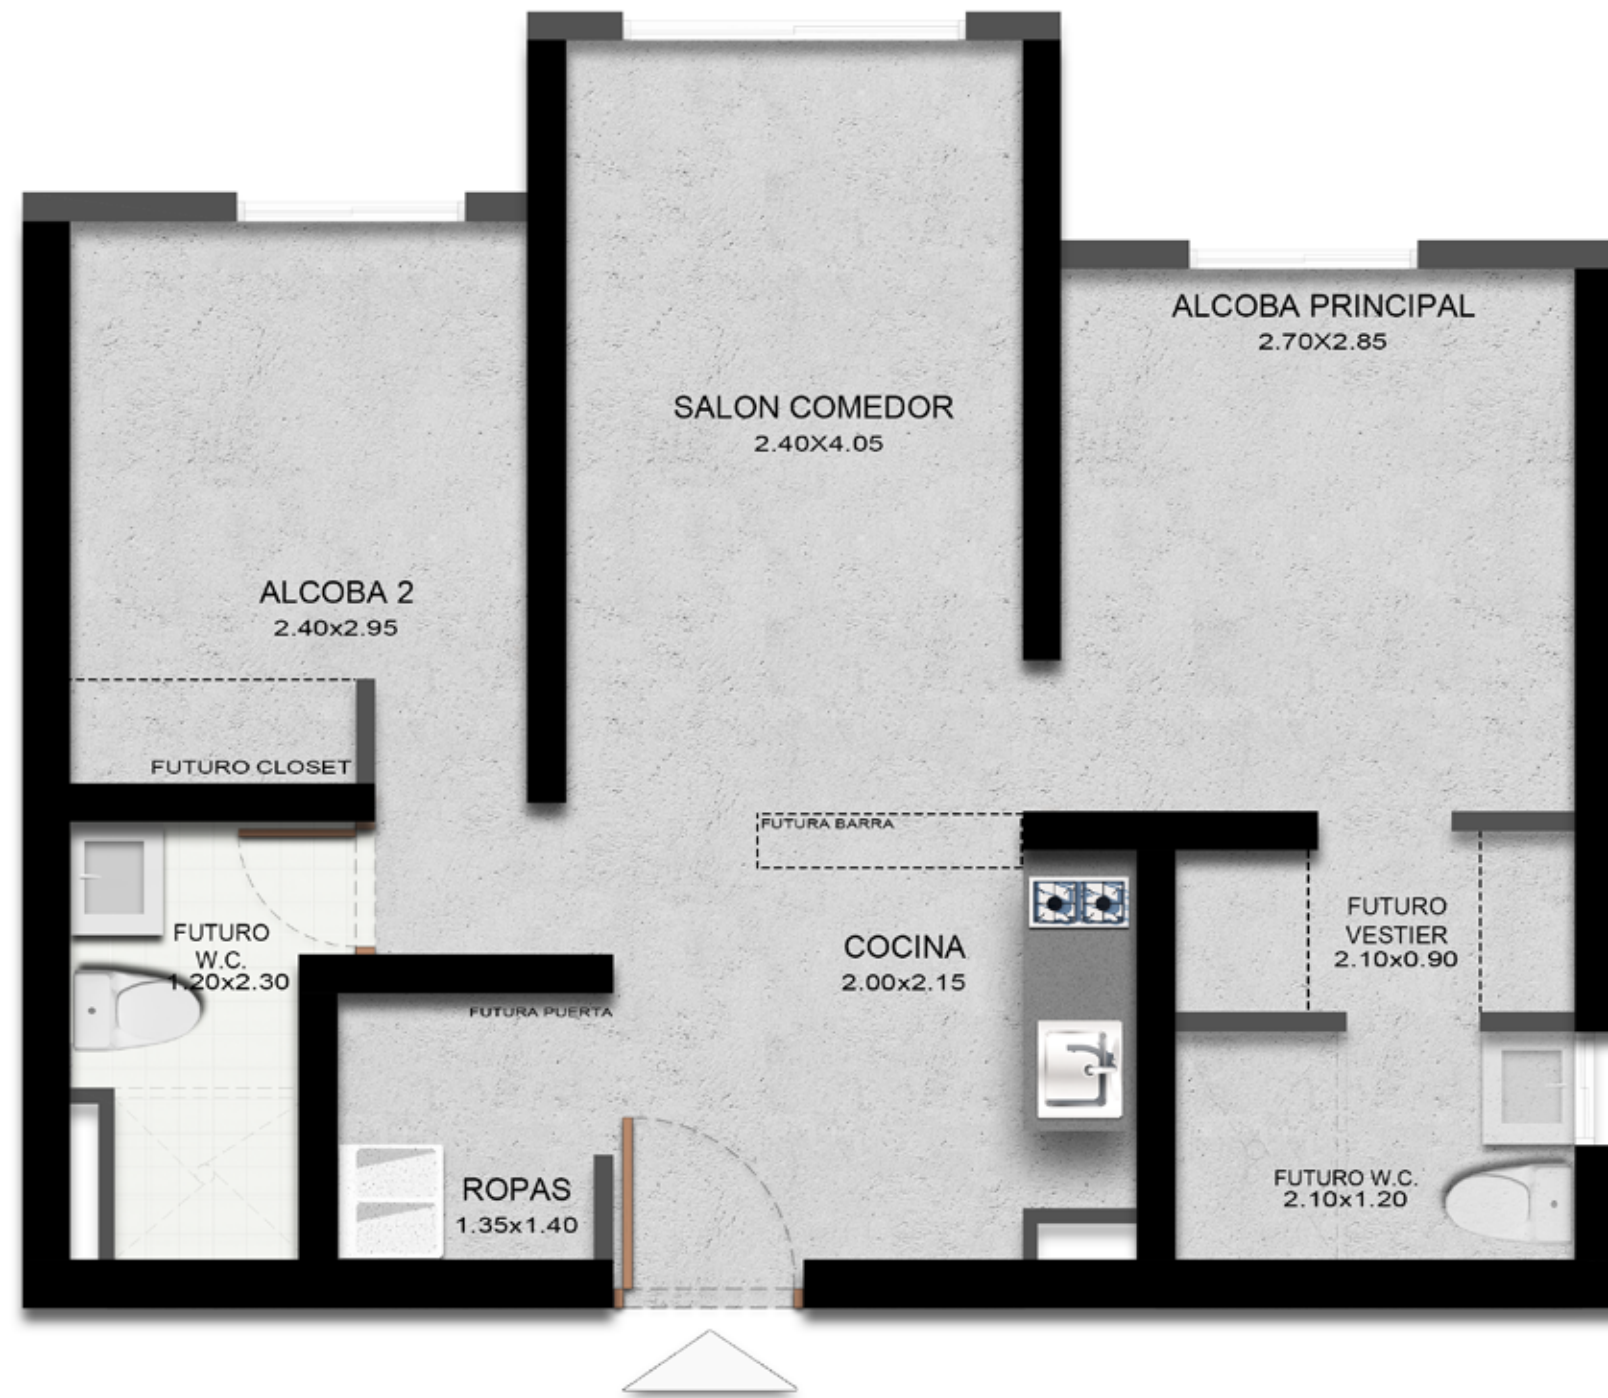 ALCOBA PRINCIPAL
2.70X2.85
SALON COMEDOR
2.40X4.05
ALCOBA 2
2.40x2.95
FUTURO CLOSET
FUTURA BARRA
FUTURO
W.C.
1.20x2.30
COCINA
2.00x2.15
FUTURO
VESTIER
2.10x0.90
FUTURA PUERTA
ROPAS
1.35x1.40
FUTURO W.C.
2.10x1.20